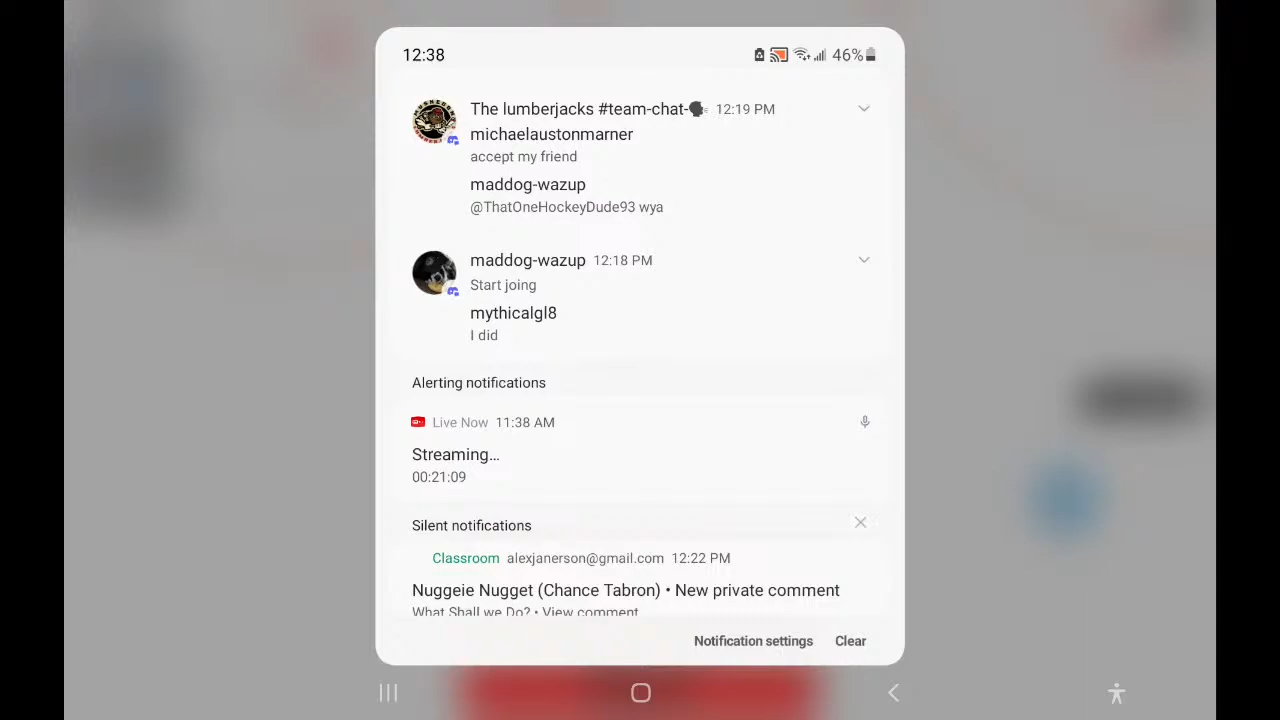 12:38 46%
The lumberjacks #team-chat-🗣 12:19 PM
michaelaustonmarner
accept my friend
maddog-wazup
@ThatOneHockeyDude93 wya
maddog-wazup 12:18 PM
Start joing
mythicalgl8
I did
Alerting notifications
Live Now 11:38 AM
Streaming…
00:21:09
Silent notifications
Classroom alexjanerson@gmail.com 12:22 PM
Nuggeie Nugget (Chance Tabron) • New private comment
What Shall we Do? • View comment
Notification settings Clear